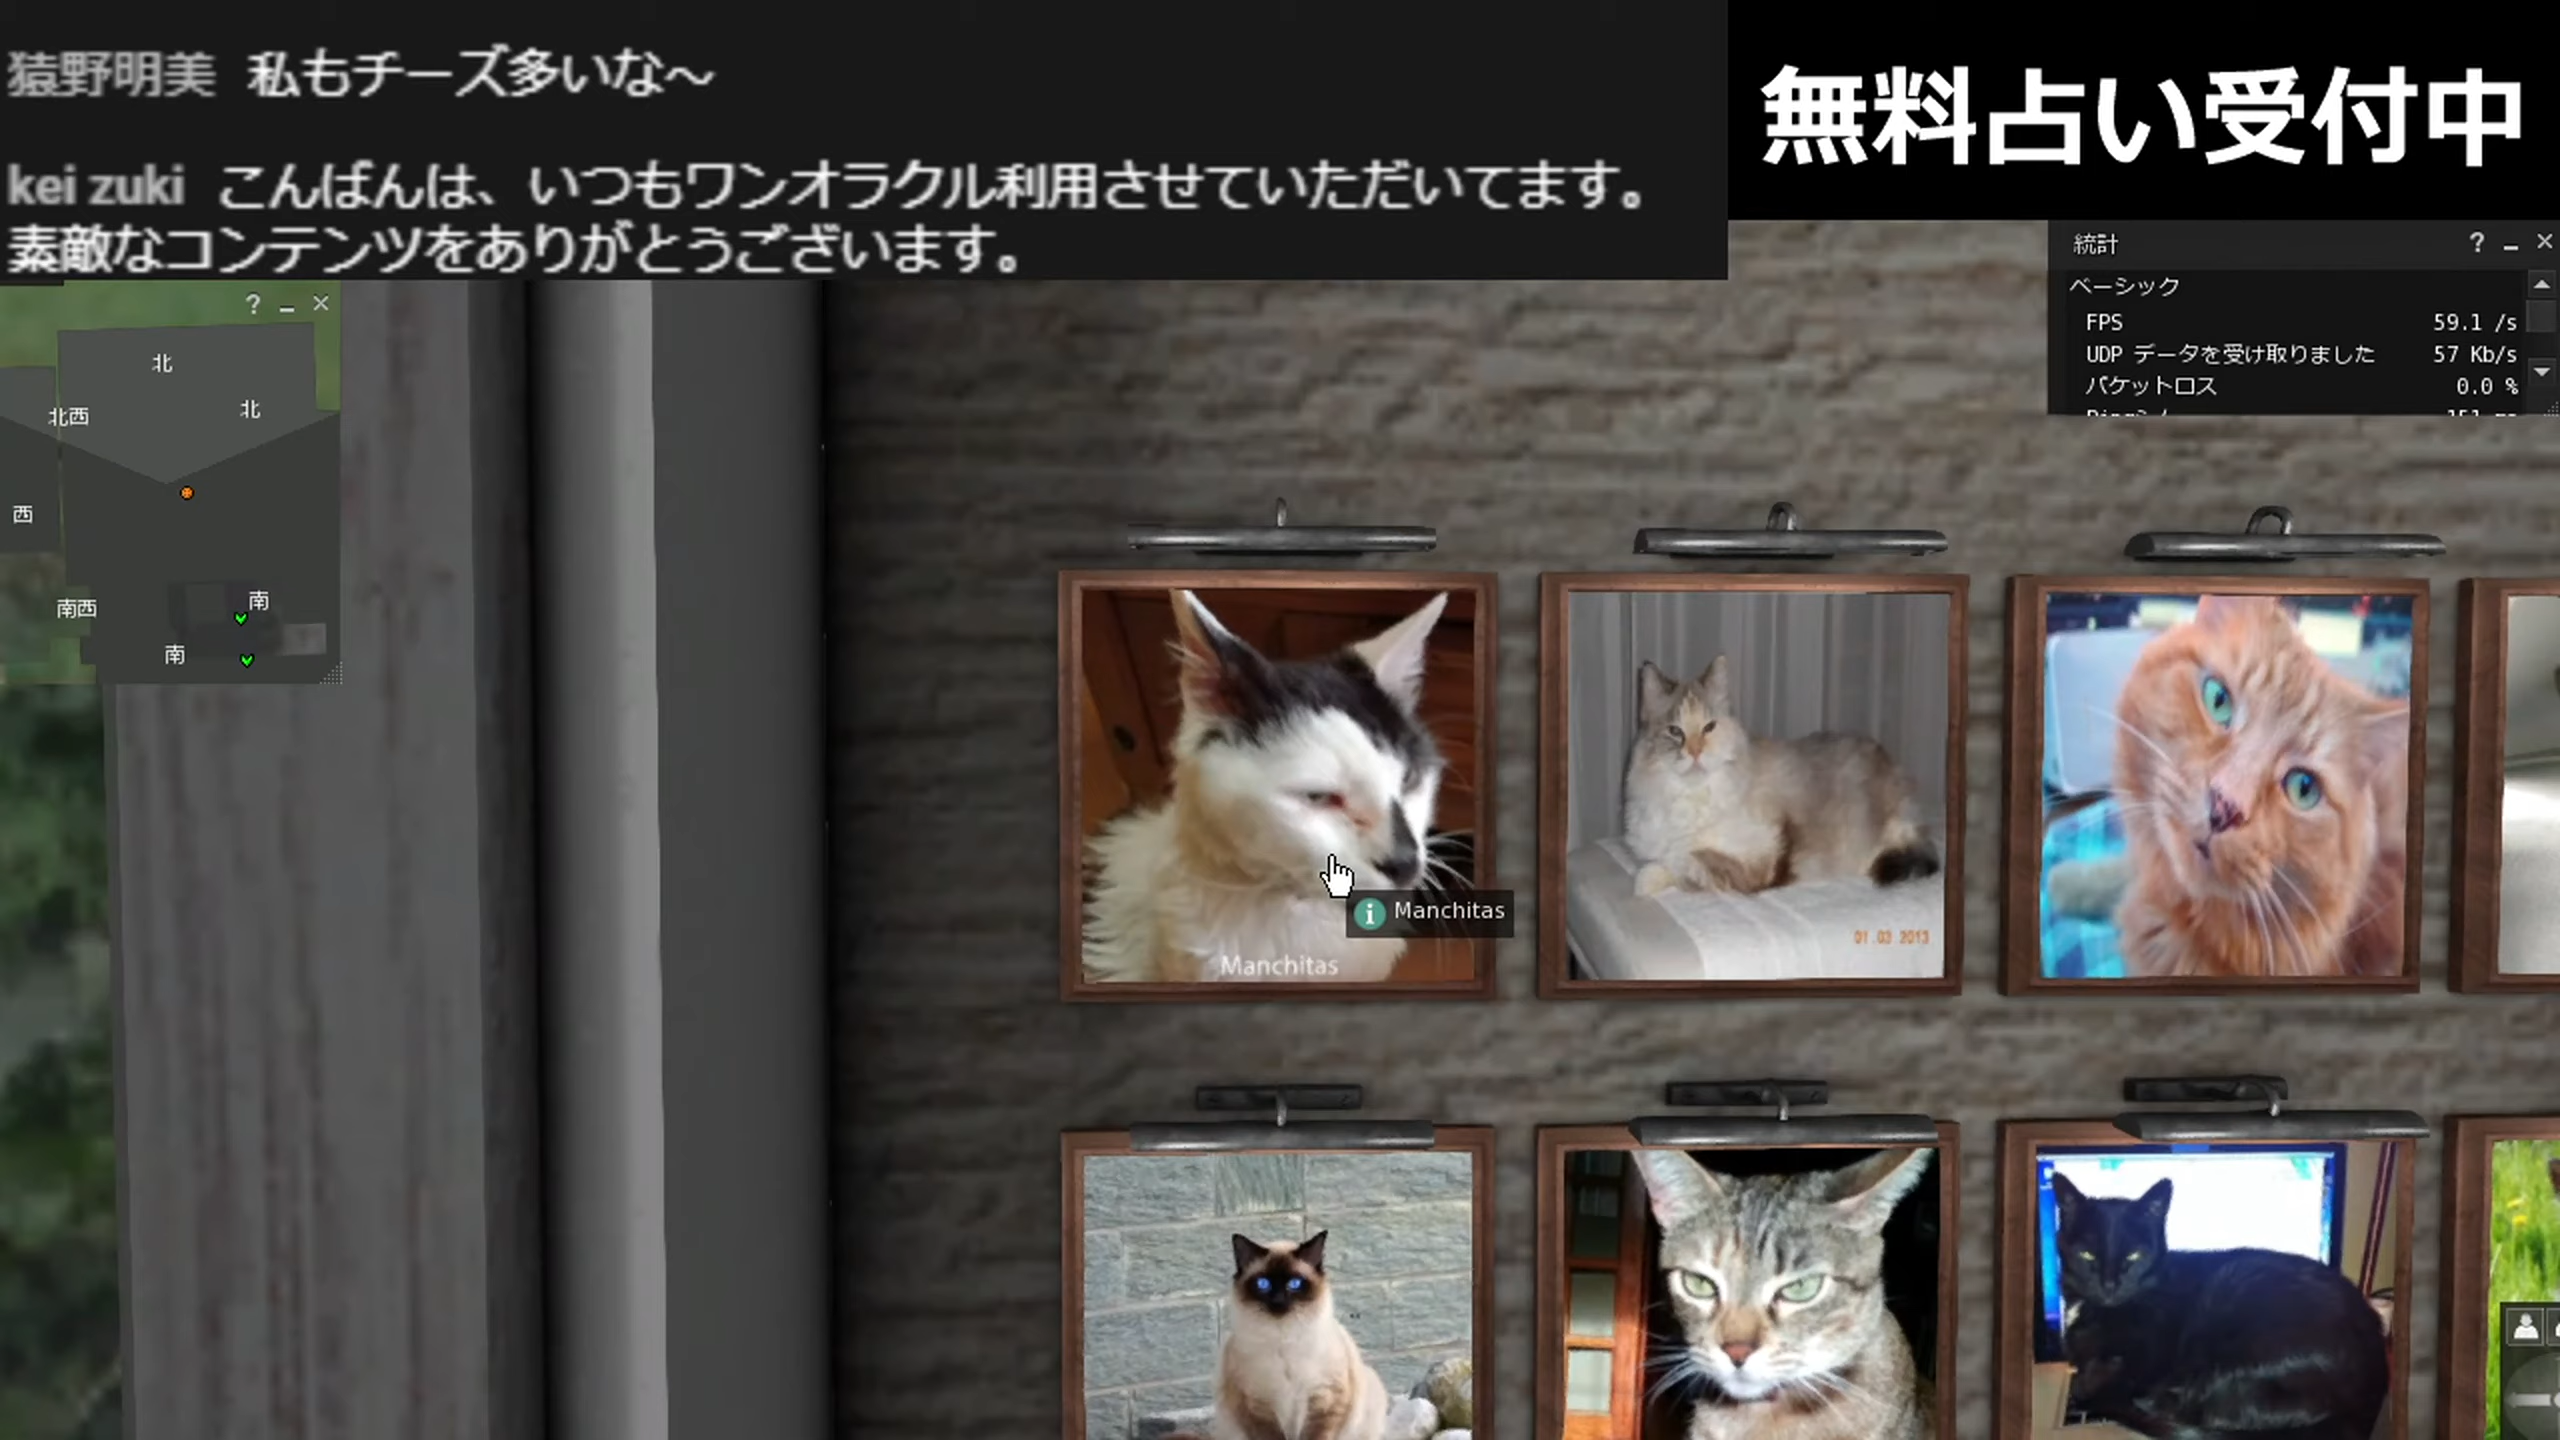 猿野明美 私もチーズ多いな～
kei zuki こんばんは、いつもワンオラクル利用させていただいてます。
素敵なコンテンツをありがとうございます。
無料占い受付中
統計
ベーシック
FPS 59.1 /s
UDP データを受け取りました 57 Kb/s
パケットロス 0.0 %
北
北西
北
西
南西
南
南
Manchitas
Manchitas
01 03 2013